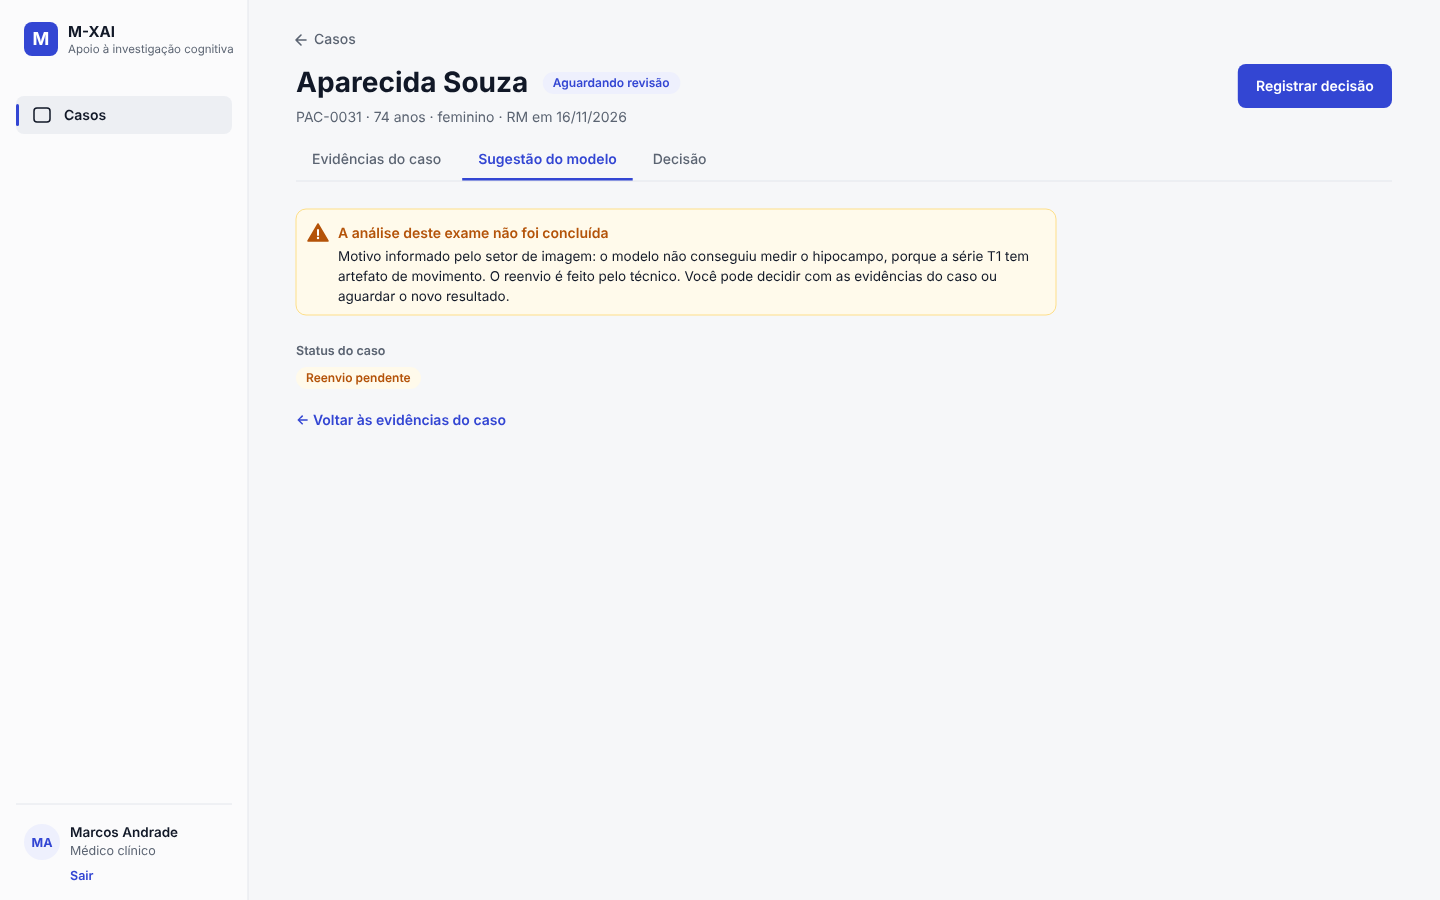 M
M-XAI
Apoio à investigação cognitiva
Casos
Marcos Andrade
MA
Médico clínico
Sair
← Casos
Aparecida Souza
Aguardando revisão
Registrar decisão
PAC-0031 · 74 anos · feminino · RM em 16/11/2026
Evidências do caso
Sugestão do modelo
Decisão
A análise deste exame não foi concluída
Motivo informado pelo setor de imagem: o modelo não conseguiu medir o hipocampo, porque a série T1 tem
artefato de movimento. O reenvio é feito pelo técnico. Você pode decidir com as evidências do caso ou
aguardar o novo resultado.
Status do caso
Reenvio pendente
← Voltar às evidências do caso